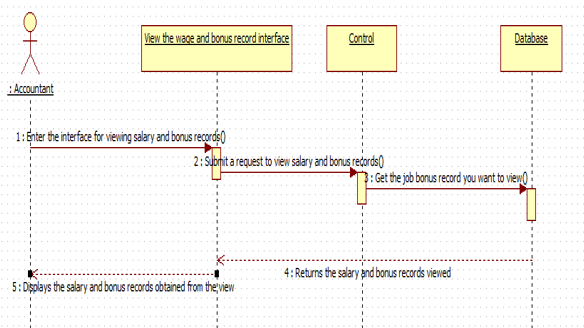 View the wage and bonus record interface
Control
Database
: Accountant
1 : Enter the interface for viewing salary and bonus records()
2 : Submit a request to view salary and bonus records()
3 : Get the job bonus record you want to view()
4 : Returns the salary and bonus records viewed
5 : Displays the salary and bonus records obtained from the view